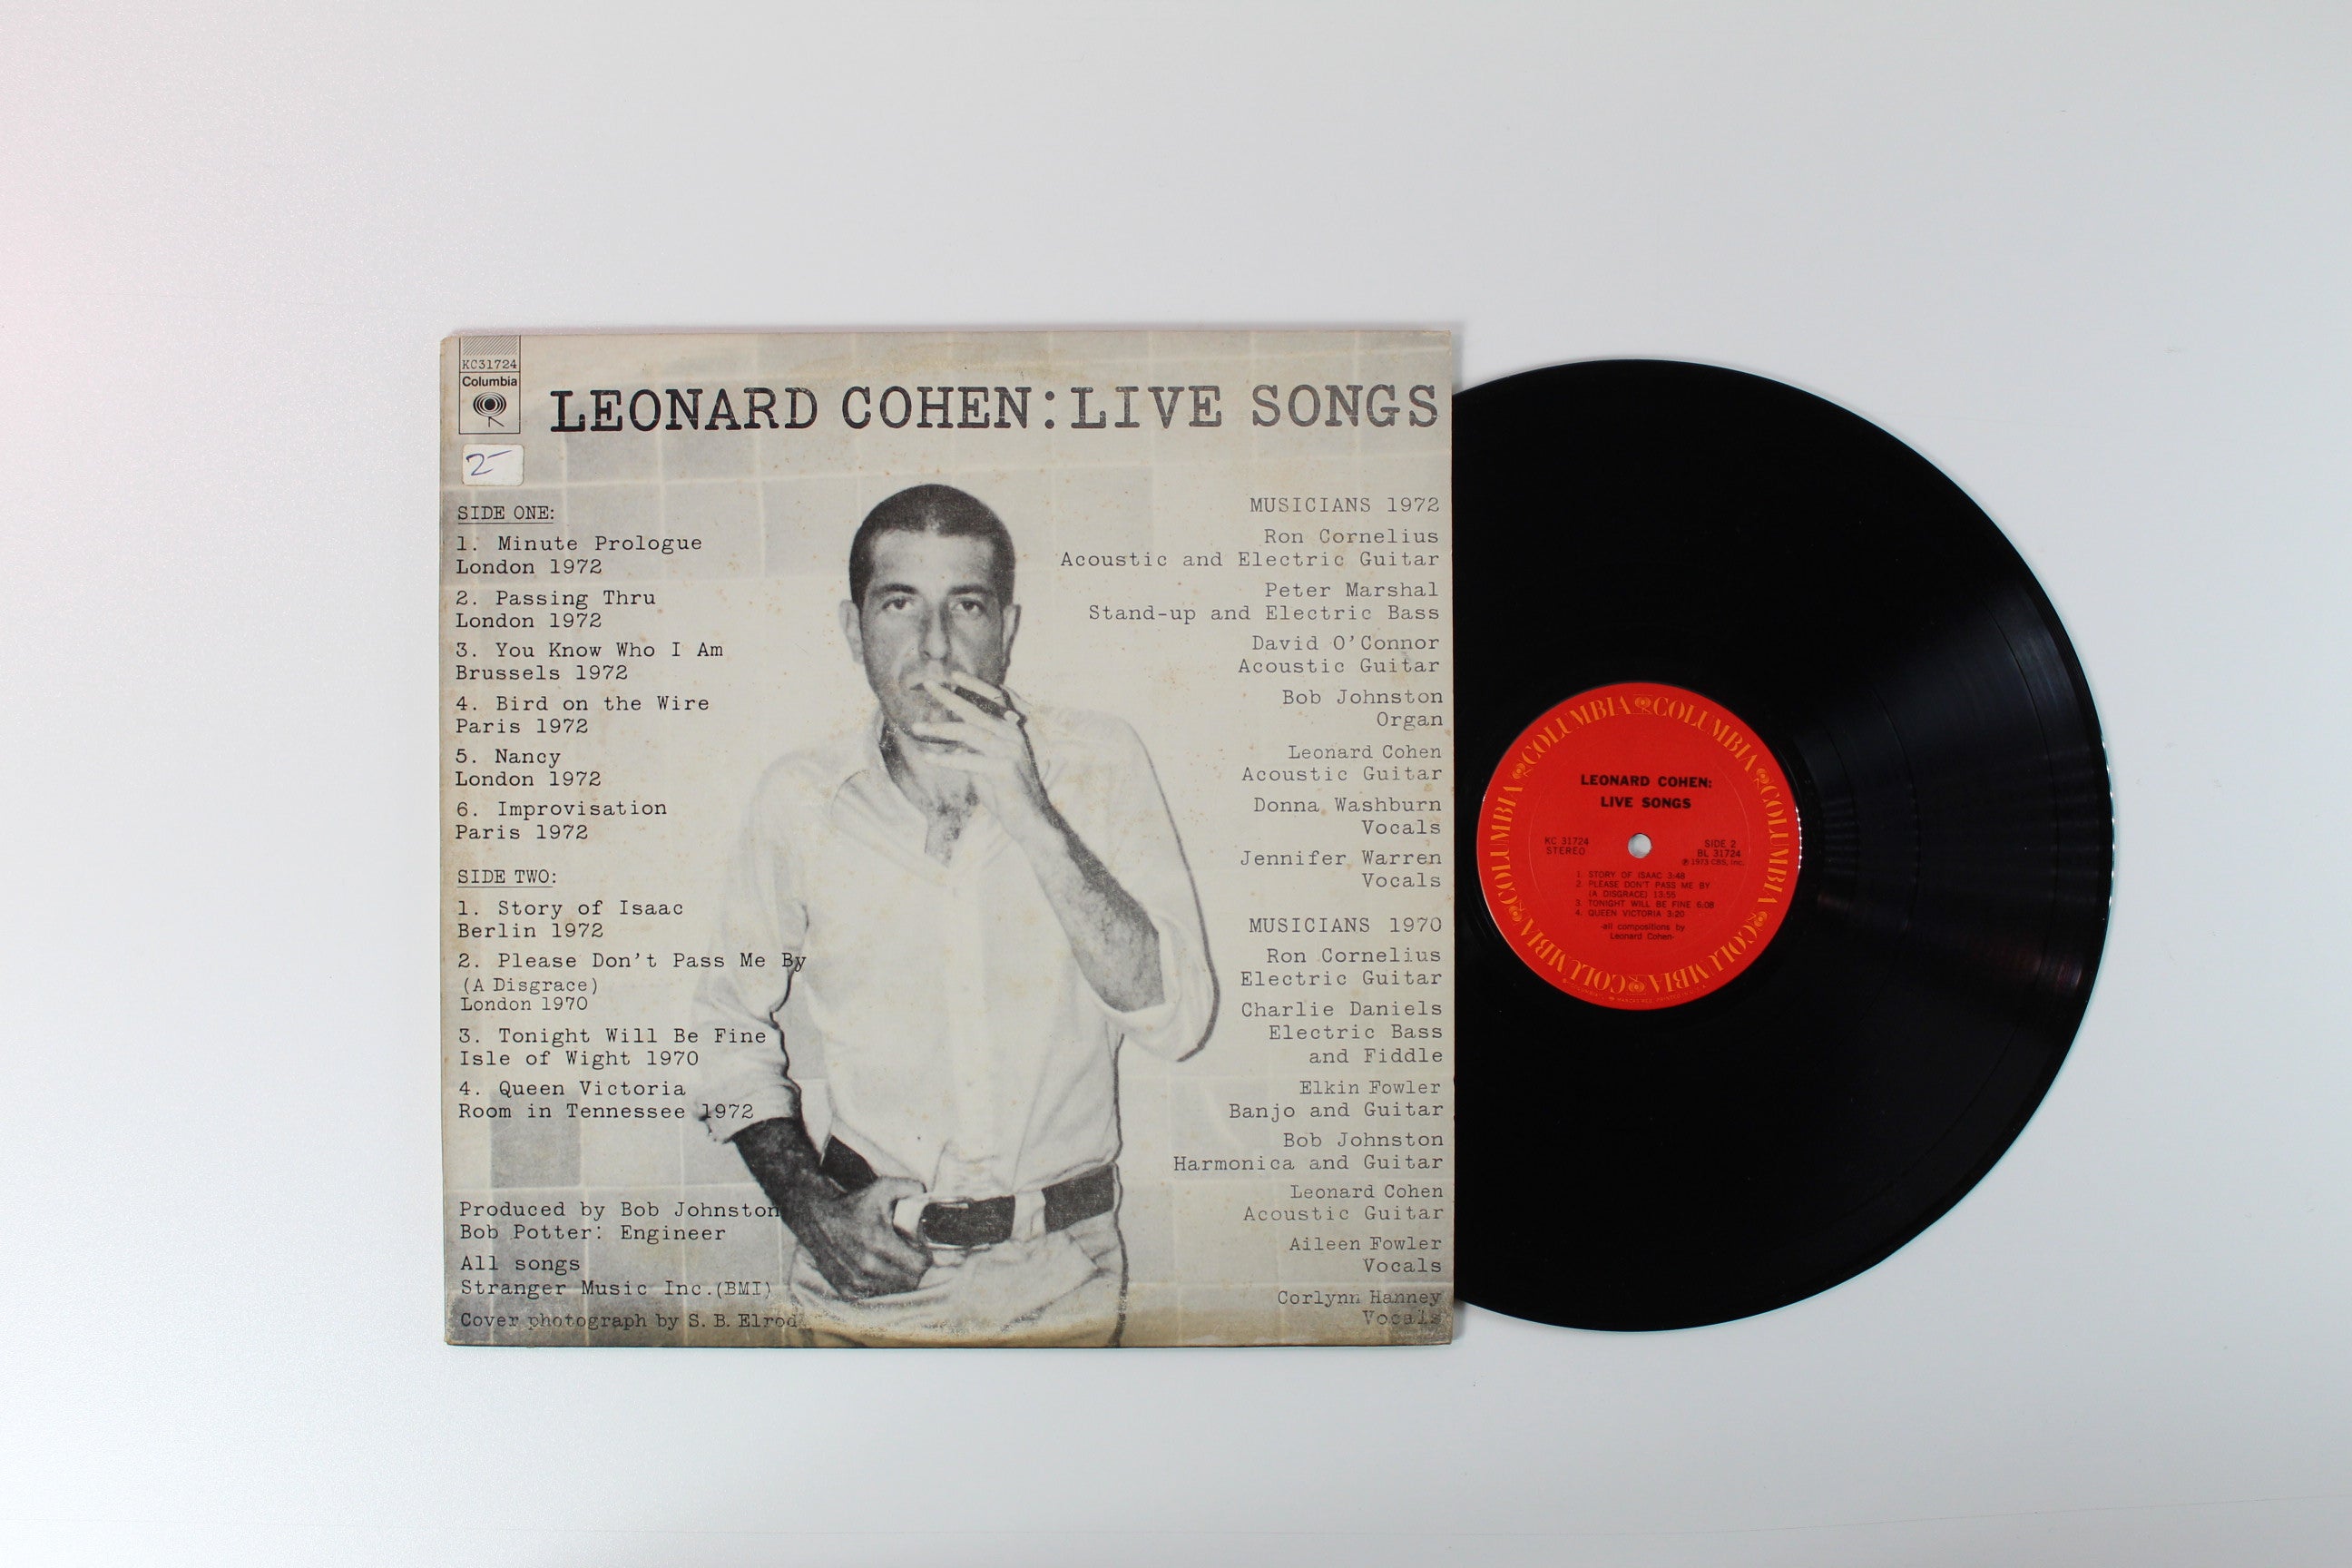 KC31724
Columbia
LEONARD COHEN:LIVE SONGS
2-
SIDE ONE:
1. Minute Prologue
London 1972
2. Passing Thru
London 1972
3. You Know Who I Am
Brussels 1972
4. Bird on the Wire
Paris 1972
5. Nancy
London 1972
6. Improvisation
Paris 1972
SIDE TWO:
1. Story of Isaac
Berlin 1972
2. Please Don't Pass Me By
(A Disgrace)
London 1970
3. Tonight Will Be Fine
Isle of Wight 1970
4. Queen Victoria
Room in Tennessee 1972
Produced by Bob Johnston
Bob Potter: Engineer
All songs
Stranger Music Inc.(BMI)
Cover photograph by S. B. Elrod
MUSICIANS 1972
Ron Cornelius
Acoustic and Electric Guitar
Peter Marshal
Stand-up and Electric Bass
David O'Connor
Acoustic Guitar
Bob Johnston
Organ
Leonard Cohen
Acoustic Guitar
Donna Washburn
Vocals
Jennifer Warren
Vocals
MUSICIANS 1970
Ron Cornelius
Electric Guitar
Charlie Daniels
Electric Bass
and Fiddle
Elkin Fowler
Banjo and Guitar
Bob Johnston
Harmonica and Guitar
Leonard Cohen
Acoustic Guitar
Aileen Fowler
Vocals
Corlynn Hanney
Vocals
COLUMBIA COLUMBIA COLUMBIA COLUMBIA COLUMBIA COLUMBIA
LEONARD COHEN:
LIVE SONGS
KC 31724
STEREO
SIDE 2
BL 31724
℗ 1973 CBS, Inc.
1. STORY OF ISAAC 3:48
2. PLEASE DON'T PASS ME BY
(A DISGRACE) 13:55
3. TONIGHT WILL BE FINE 6:08
4. QUEEN VICTORIA 3:20
-all compositions by
Leonard Cohen-